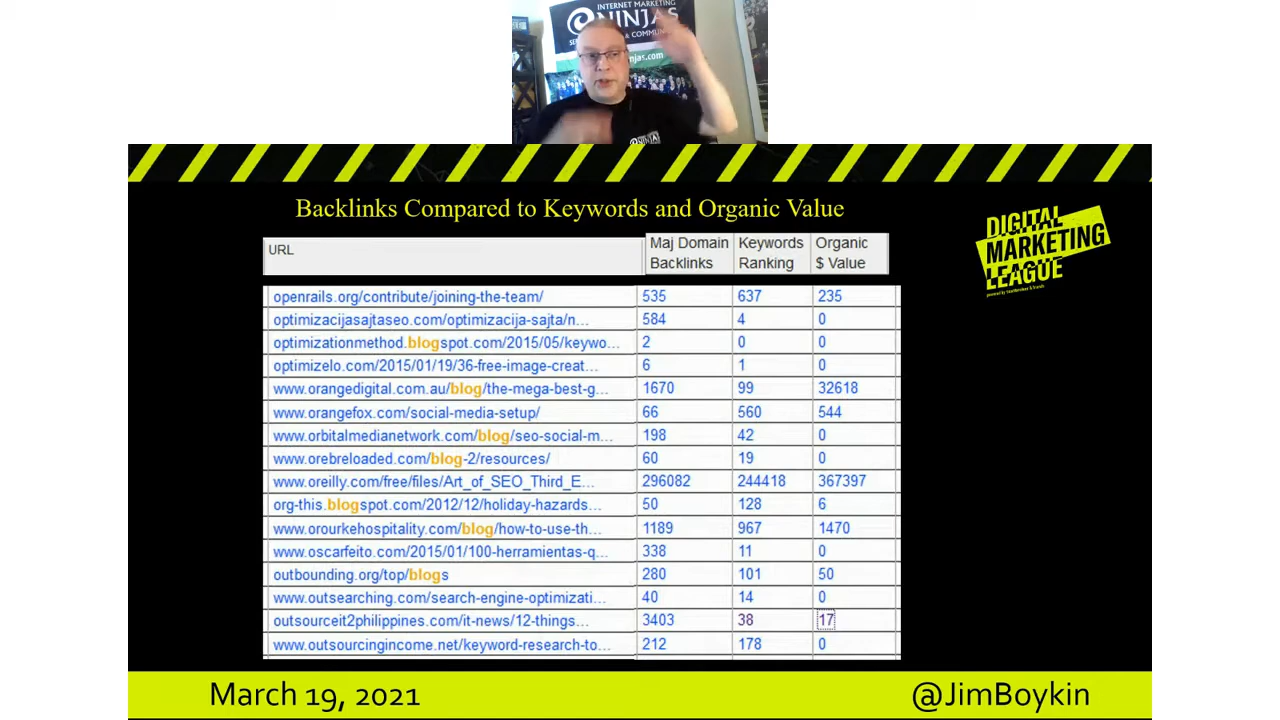 INTERNET MARKETING
NINJAS
& COMMUN
NINJAS
Backlinks Compared to Keywords and Organic Value
DIGITAL
MARKETING
LEAGUE
URL Maj Domain Backlinks Keywords Ranking Organic $ Value
openrails.org/contribute/joining-the-team/ 535 637 235
optimizacijasajtaseo.com/optimizacija-sajta/n... 584 4 0
optimizationmethod.blogspot.com/2015/05/keywo... 2 0 0
optimizelo.com/2015/01/19/36-free-image-creat... 6 1 0
www.orangedigital.com.au/blog/the-mega-best-g... 1670 99 32618
www.orangefox.com/social-media-setup/ 66 560 544
www.orbitalmedianetwork.com/blog/seo-social-m... 198 42 0
www.orebreloaded.com/blog-2/resources/ 60 19 0
www.oreilly.com/free/files/Art_of_SEO_Third_E... 296082 244418 367397
org-this.blogspot.com/2012/12/holiday-hazards... 50 128 6
www.orourkehospitality.com/blog/how-to-use-th... 1189 967 1470
www.oscarfeito.com/2015/01/100-herramientas-q... 338 11 0
outbounding.org/top/blogs 280 101 50
www.outsearching.com/search-engine-optimizati... 40 14 0
outsourceit2philippines.com/it-news/12-things... 3403 38 17
www.outsourcingincome.net/keyword-research-to... 212 178 0
March 19, 2021 @JimBoykin